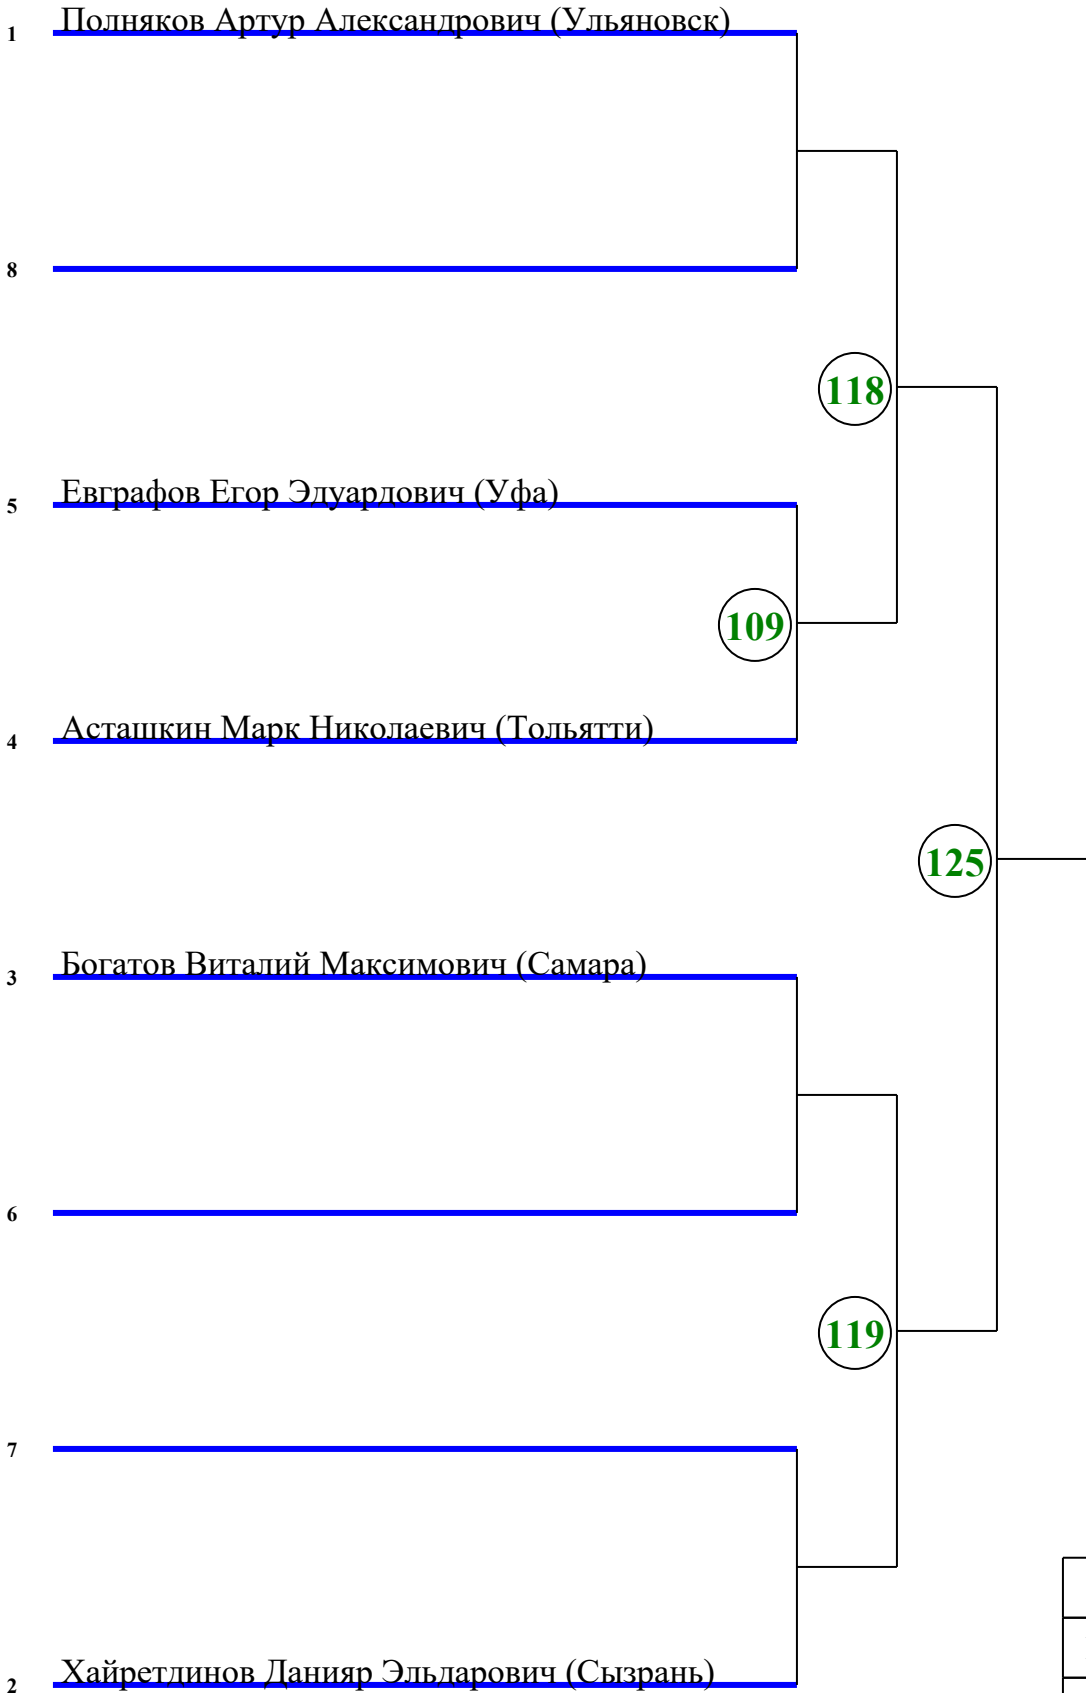 1 Полняков Артур Александрович (Ульяновск)
8
118
5 Евграфов Егор Эдуардович (Уфа)
109
4 Асташкин Марк Николаевич (Тольятти)
125
3 Богатов Виталий Максимович (Самара)
6
119
7
2 Хайретдинов Данияр Эльдарович (Сызрань)